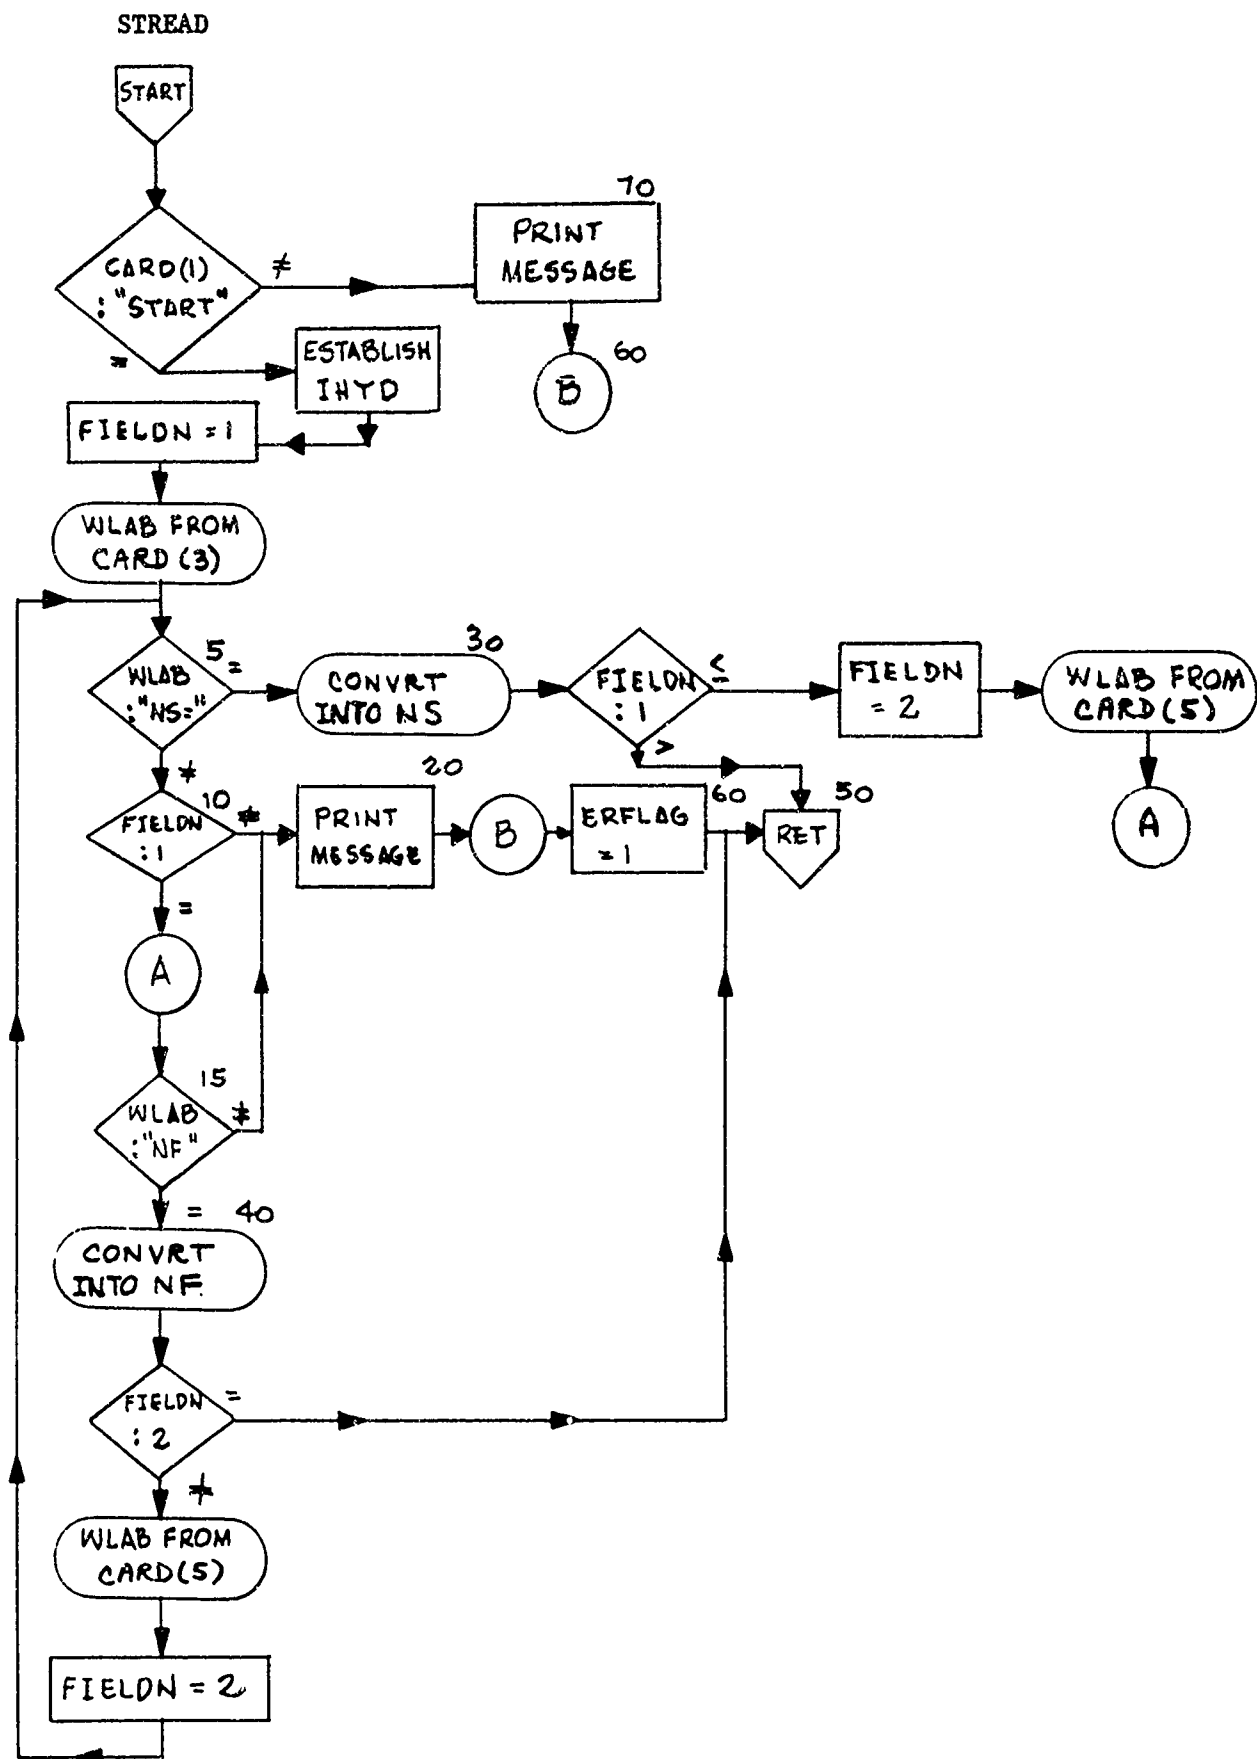 STREAD
START
CARD(1)
:"START"
≠
=
70
PRINT
MESSAGE
60
B
ESTABLISH
IHYD
FIELDN = 1
WLAB FROM
CARD (3)
5
WLAB
:"NS="
=
≠
30
CONVRT
INTO NS
FIELDN
: 1
≤
>
FIELDN
= 2
WLAB FROM
CARD(5)
A
10
FIELDN
:1
≠
=
20
PRINT
MESSAGE
B
60
ERFLAG
= 1
50
RET
A
15
WLAB
:"NF"
≠
= 40
CONVRT
INTO NF.
FIELDN
: 2
=
≠
WLAB FROM
CARD(5)
FIELDN = 2